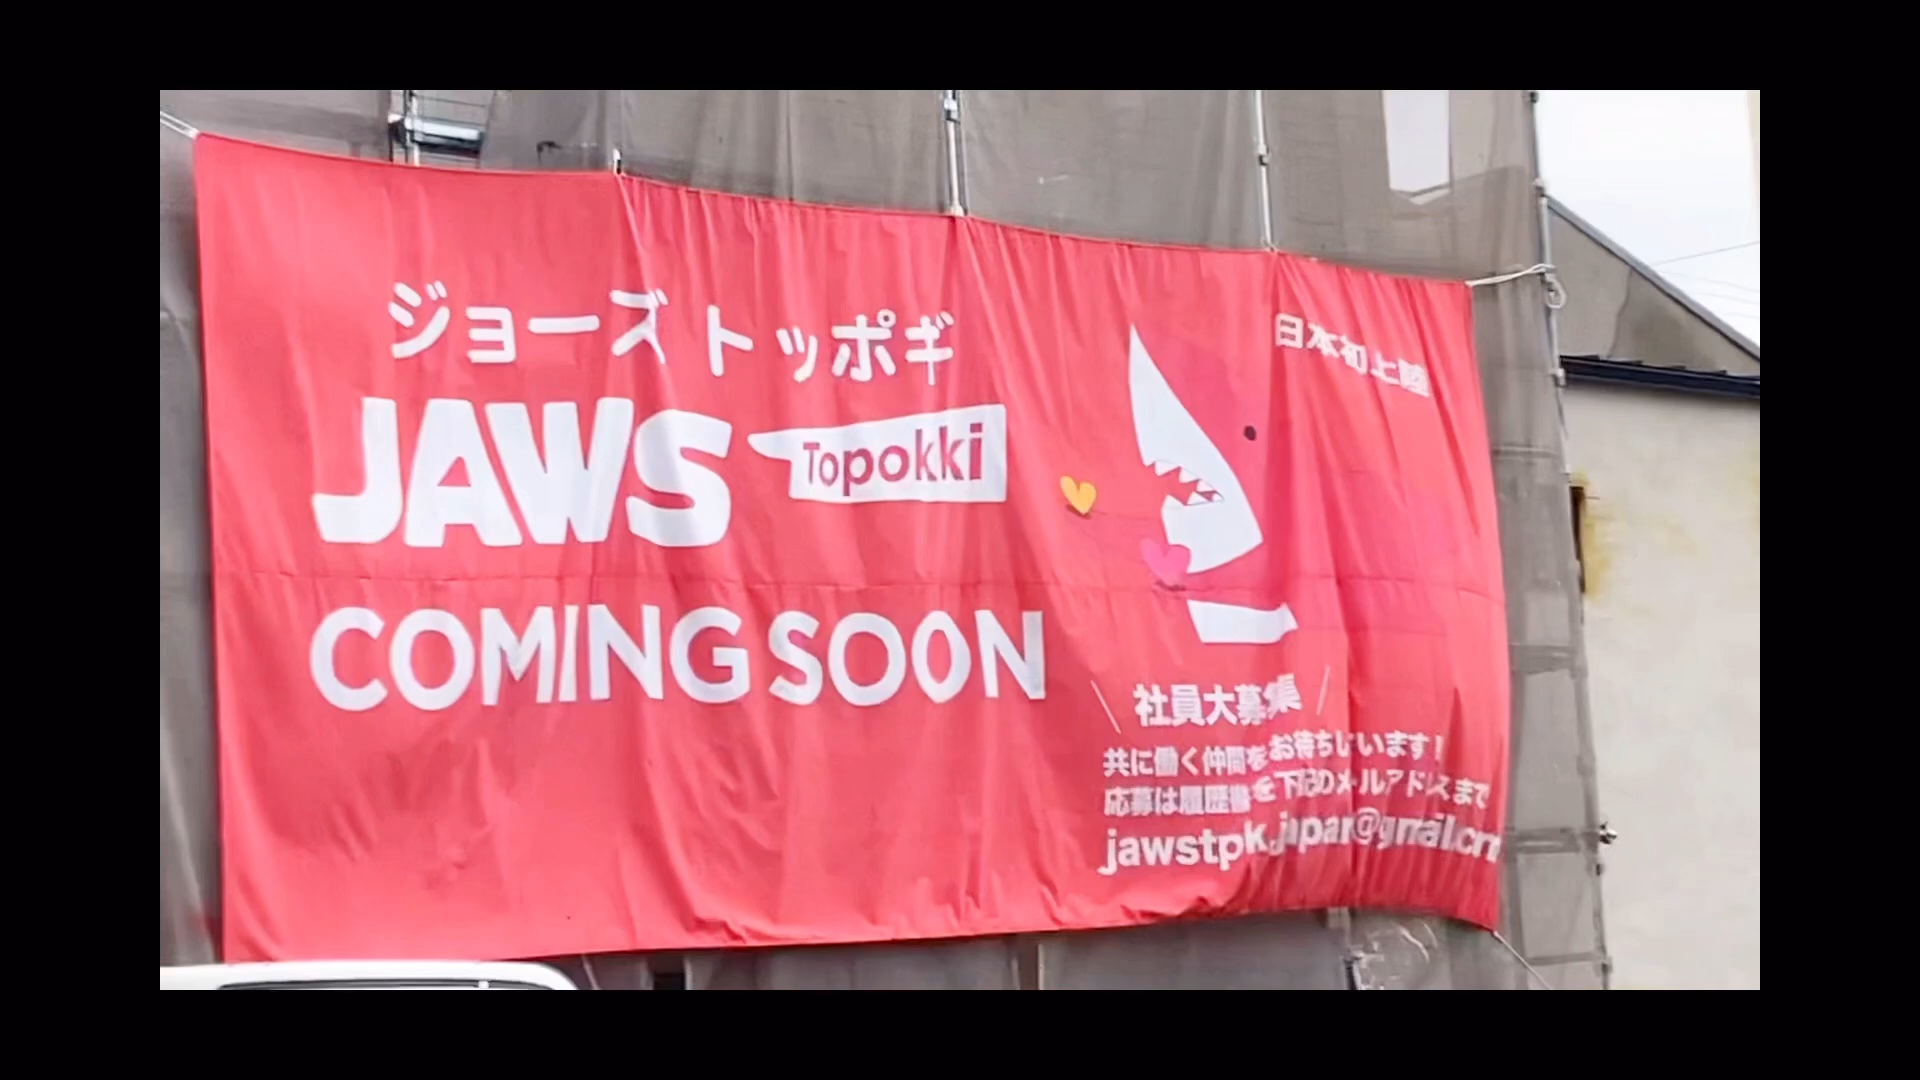 ジョーズ トッポギ
JAWS Topokki
COMING SOON
日本初上陸
社員大募集
共に働く仲間をお待ちしています！
応募は履歴書を下記のメールアドレスまで